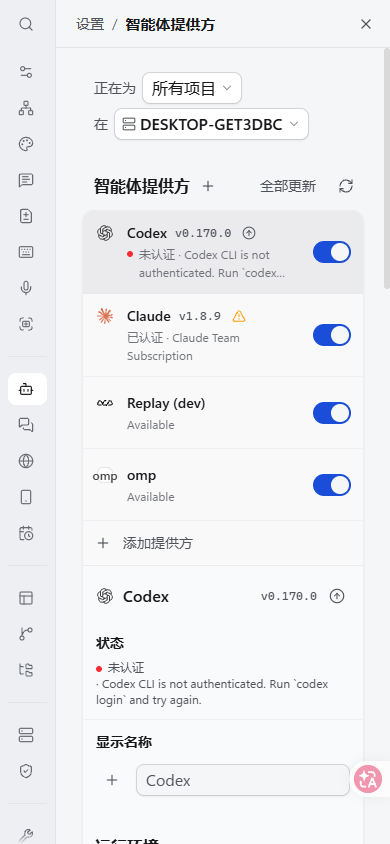 设置 / 智能体提供方
正在为 所有项目
在 DESKTOP-GET3DBC
智能体提供方 全部更新
Codex v0.170.0
未认证 · Codex CLI is not
authenticated. Run `codex...
Claude v1.8.9
已认证 · Claude Team
Subscription
Replay (dev)
Available
omp omp
Available
添加提供方
Codex v0.170.0
状态
未认证
· Codex CLI is not authenticated. Run `codex
login` and try again.
显示名称
Codex
运行环境